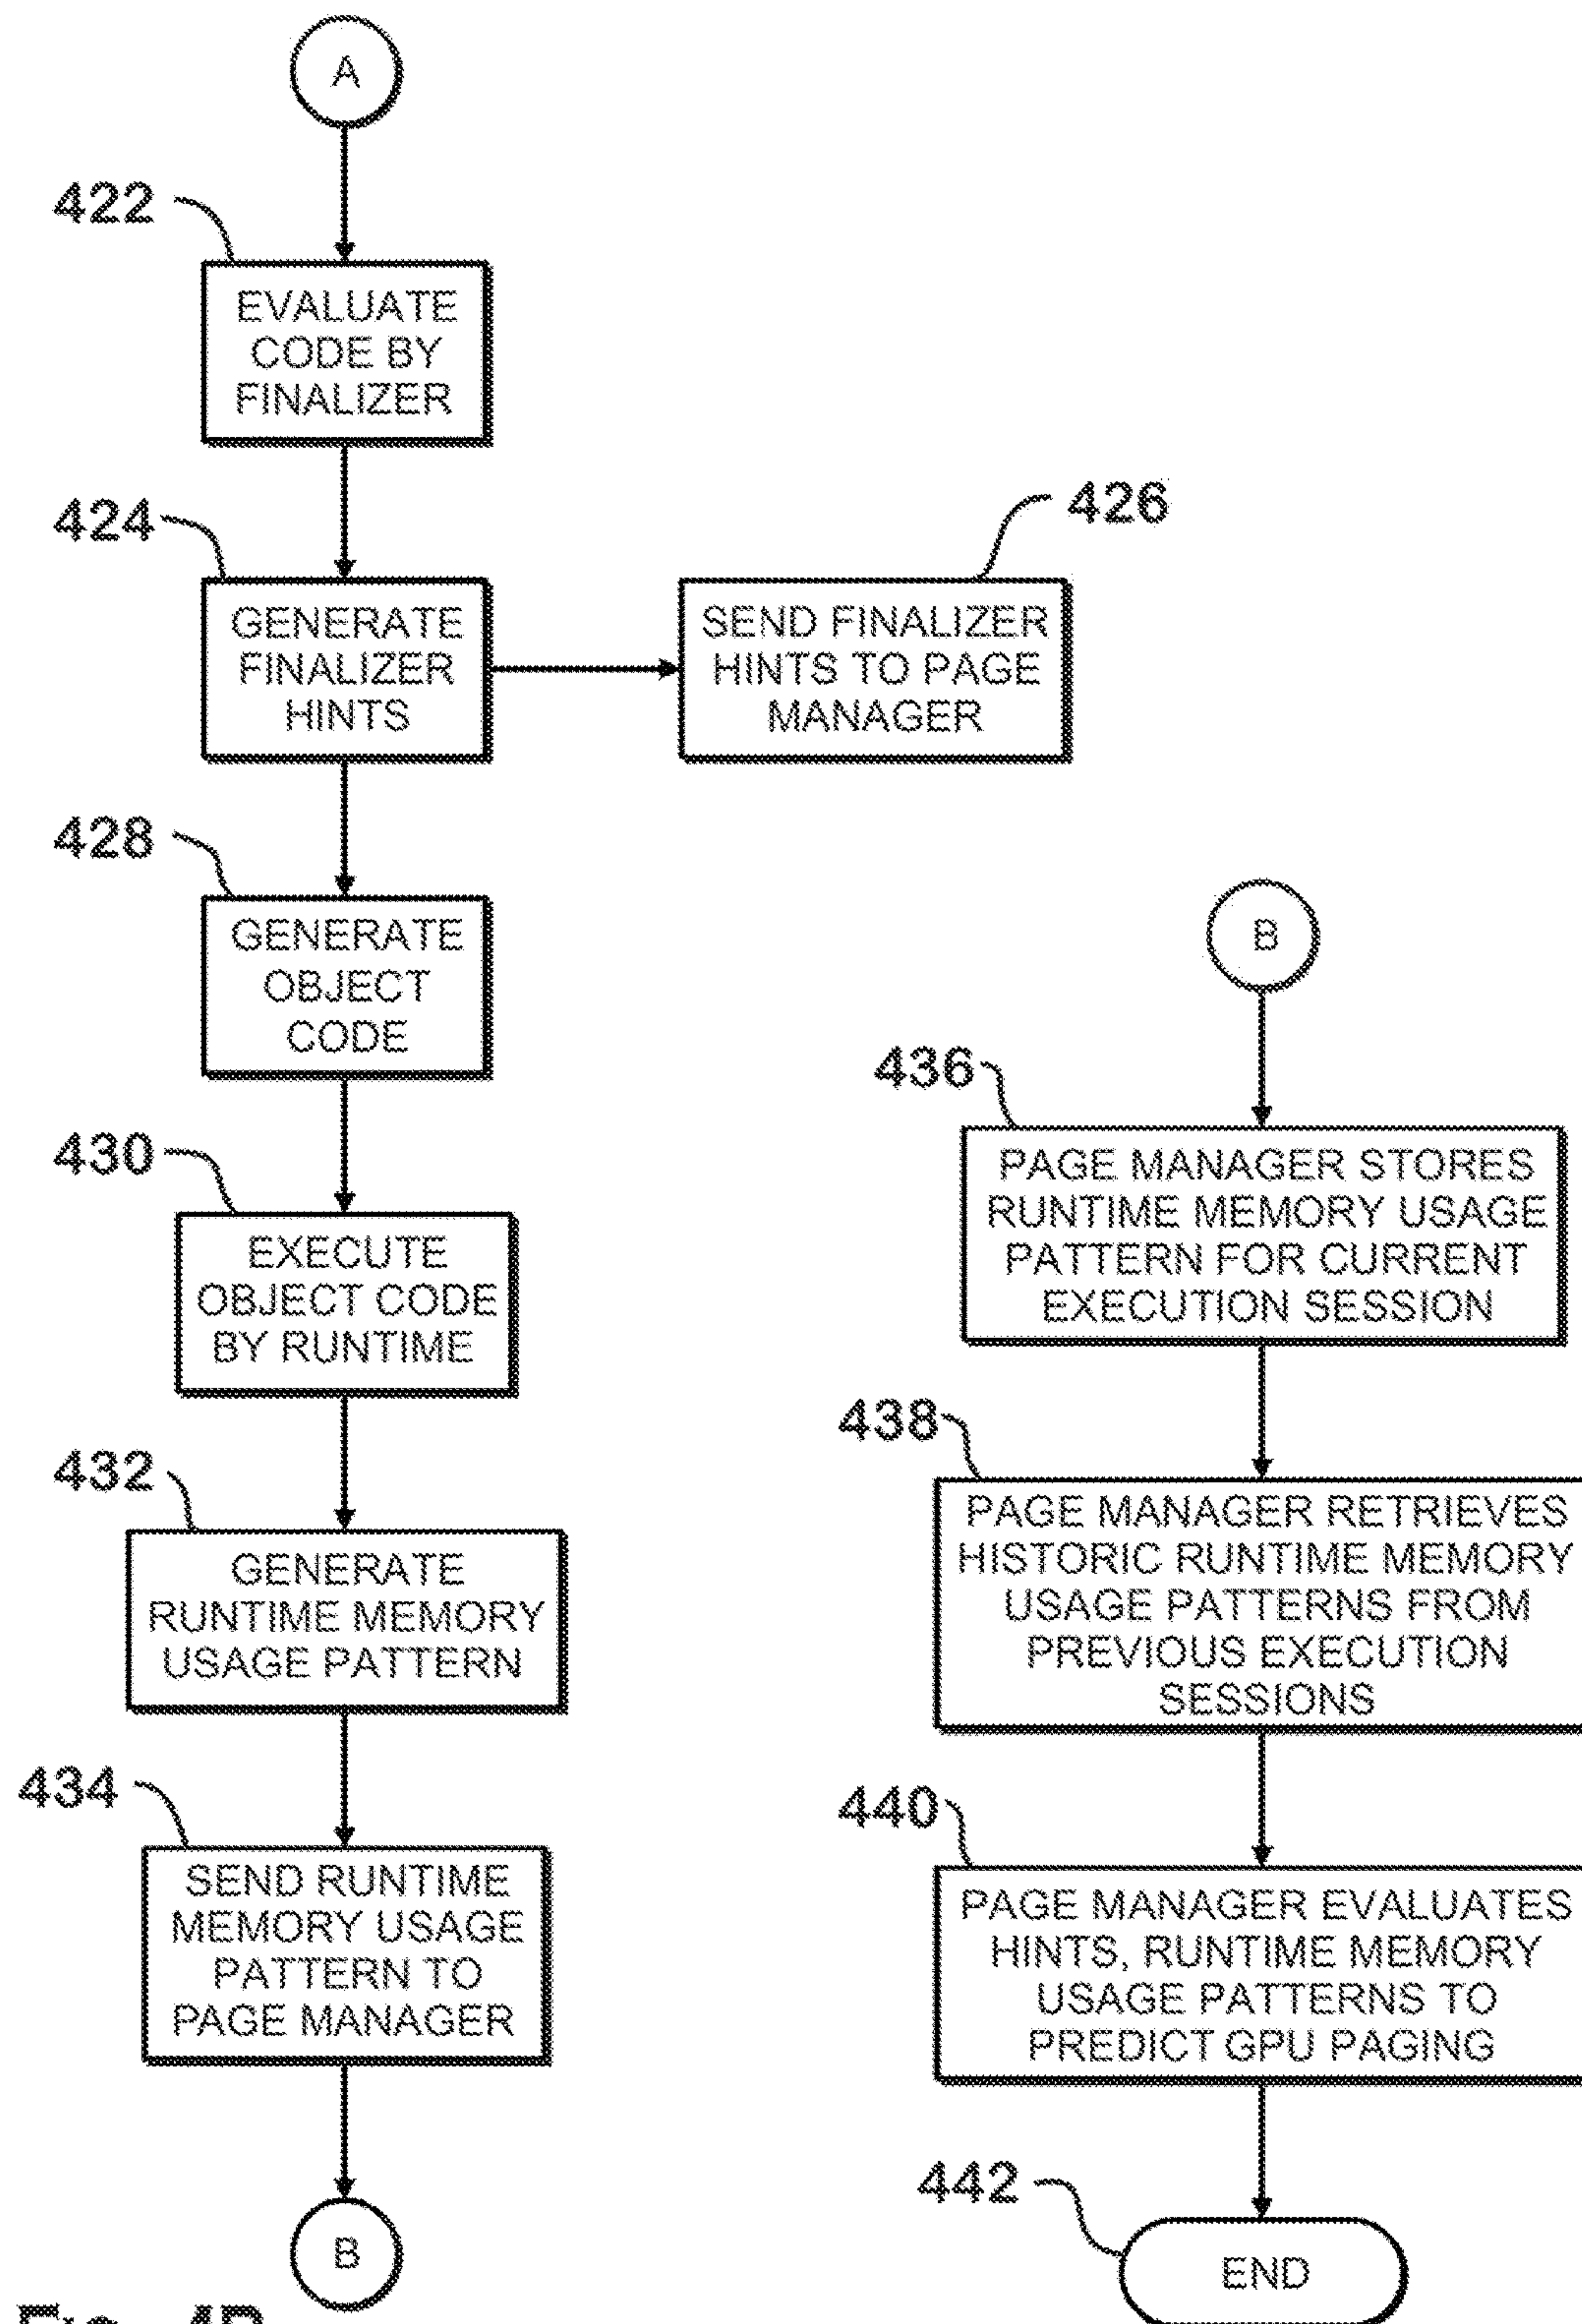 A
422
EVALUATE
CODE BY
FINALIZER
424
GENERATE
FINALIZER
HINTS
426
SEND FINALIZER
HINTS TO PAGE
MANAGER
428
GENERATE
OBJECT
CODE
430
EXECUTE
OBJECT CODE
BY RUNTIME
432
GENERATE
RUNTIME MEMORY
USAGE PATTERN
434
SEND RUNTIME
MEMORY USAGE
PATTERN TO
PAGE MANAGER
B
B
436
PAGE MANAGER STORES
RUNTIME MEMORY USAGE
PATTERN FOR CURRENT
EXECUTION SESSION
438
PAGE MANAGER RETRIEVES
HISTORIC RUNTIME MEMORY
USAGE PATTERNS FROM
PREVIOUS EXECUTION
SESSIONS
440
PAGE MANAGER EVALUATES
HINTS, RUNTIME MEMORY
USAGE PATTERNS TO
PREDICT GPU PAGING
442
END